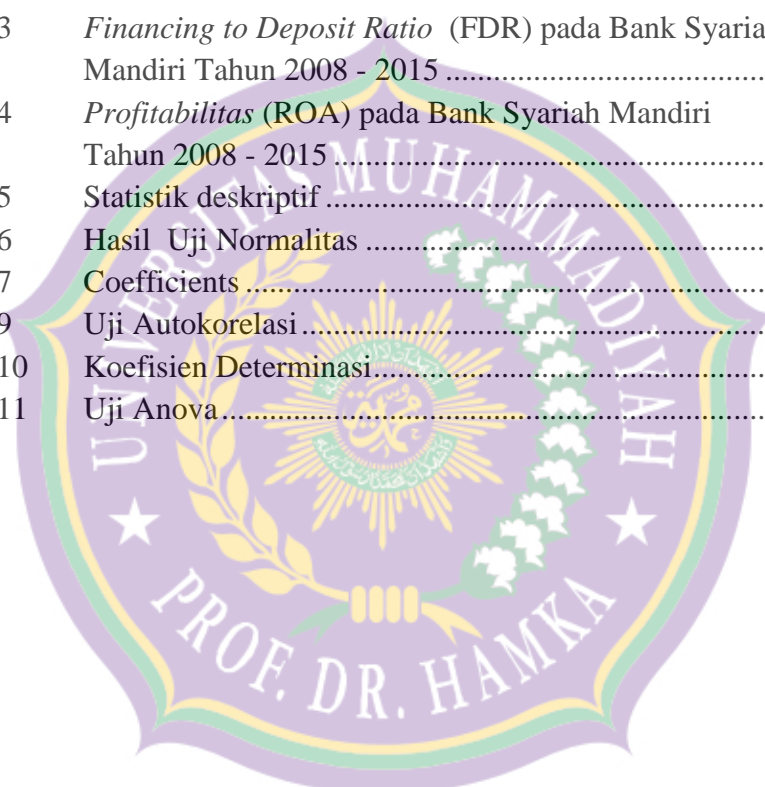 3 Financing to Deposit Ratio (FDR) pada Bank Syaria
Mandiri Tahun 2008 - 2015
4 Profitabilitas (ROA) pada Bank Syariah Mandiri
Tahun 2008 - 2015
5 Statistik deskriptif
6 Hasil Uji Normalitas
7 Coefficients
9 Uji Autokorelasi
10 Koefisien Determinasi
11 Uji Anova
UNIVERSITAS MUHAMMADIYAH
PROF. DR. HAMKA